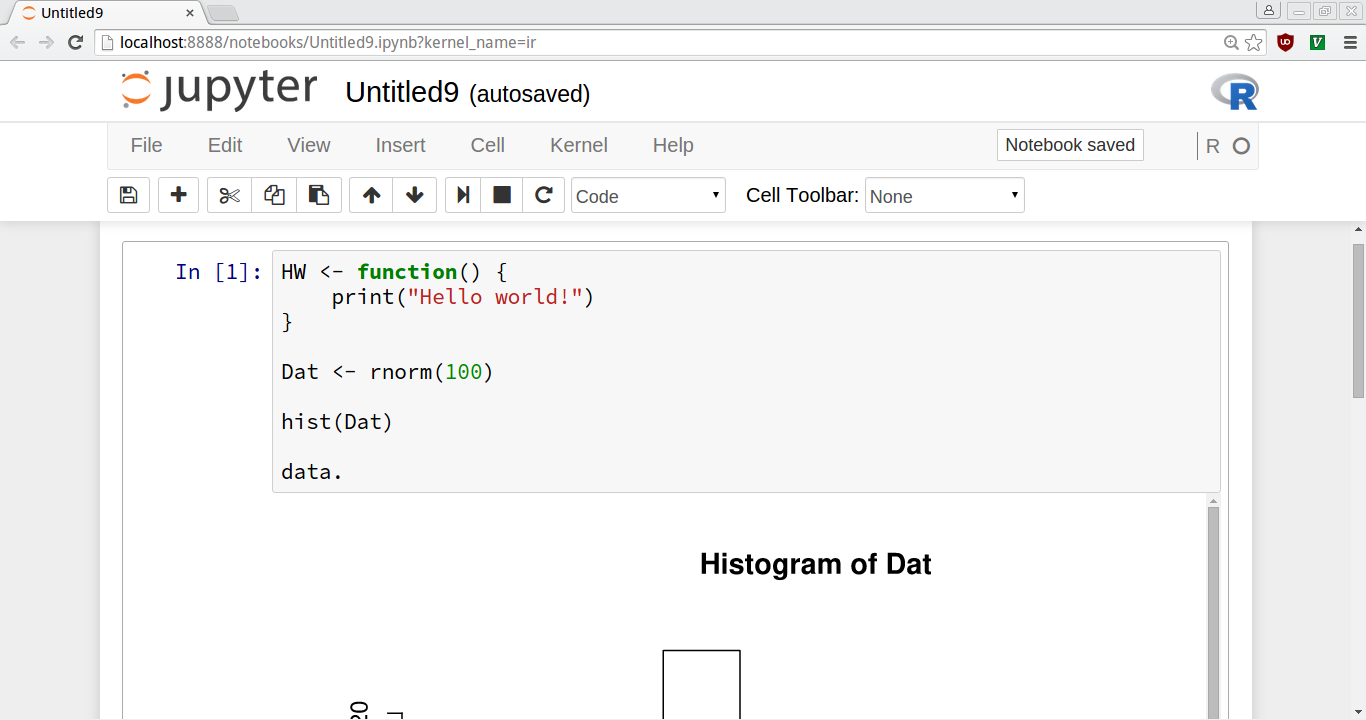 Untitled9
localhost:8888/notebooks/Untitled9.ipynb?kernel_name=ir
jupyter Untitled9 (autosaved) R
File Edit View Insert Cell Kernel Help Notebook saved R
Code Cell Toolbar: None
In [1]: HW <- function() {
    print("Hello world!")
}
Dat <- rnorm(100)
hist(Dat)
data.
Histogram of Dat
20